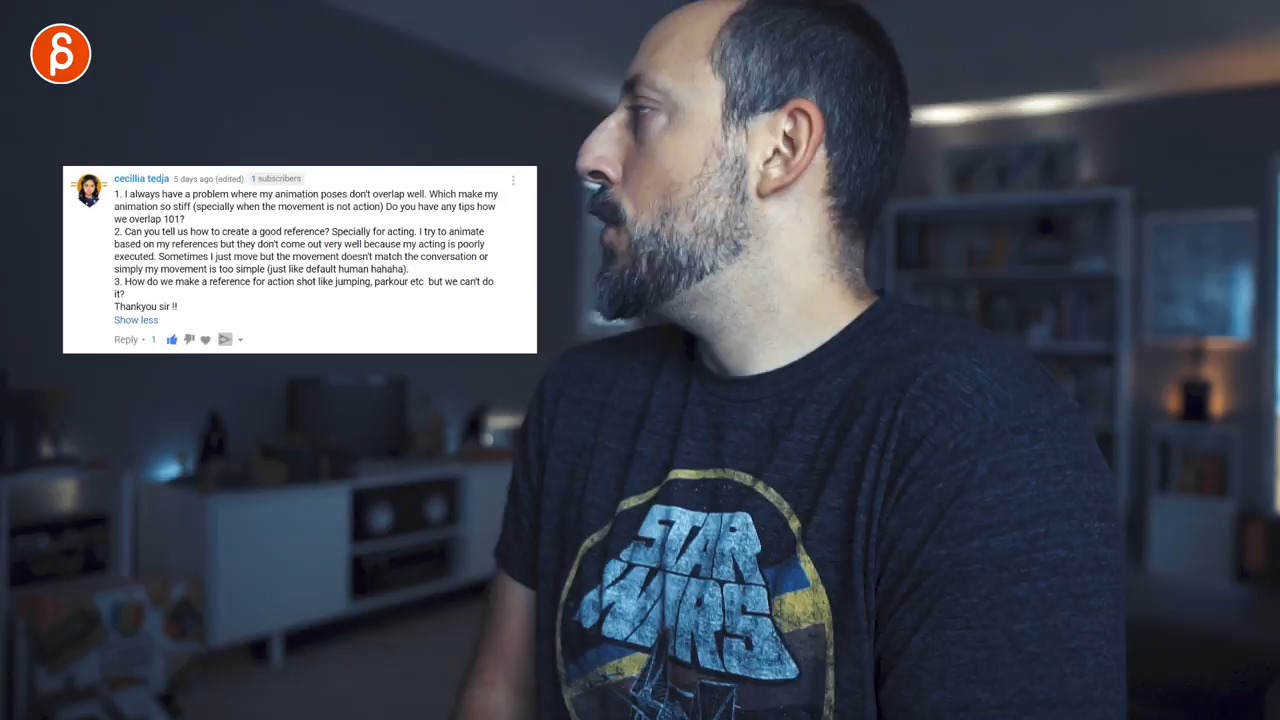 cecillia tedja 5 days ago (edited) 1 subscribers
1. I always have a problem where my animation poses don't overlap well. Which make my
animation so stiff (specially when the movement is not action) Do you have any tips how
we overlap 101?
2. Can you tell us how to create a good reference? Specially for acting. I try to animate
based on my references but they don't come out very well because my acting is poorly
executed. Sometimes I just move but the movement doesn't match the conversation or
simply my movement is too simple (just like default human hahaha).
3. How do we make a reference for action shot like jumping, parkour etc but we can't do
it?
Thankyou sir !!
Show less
Reply • 1
STAR
WARS